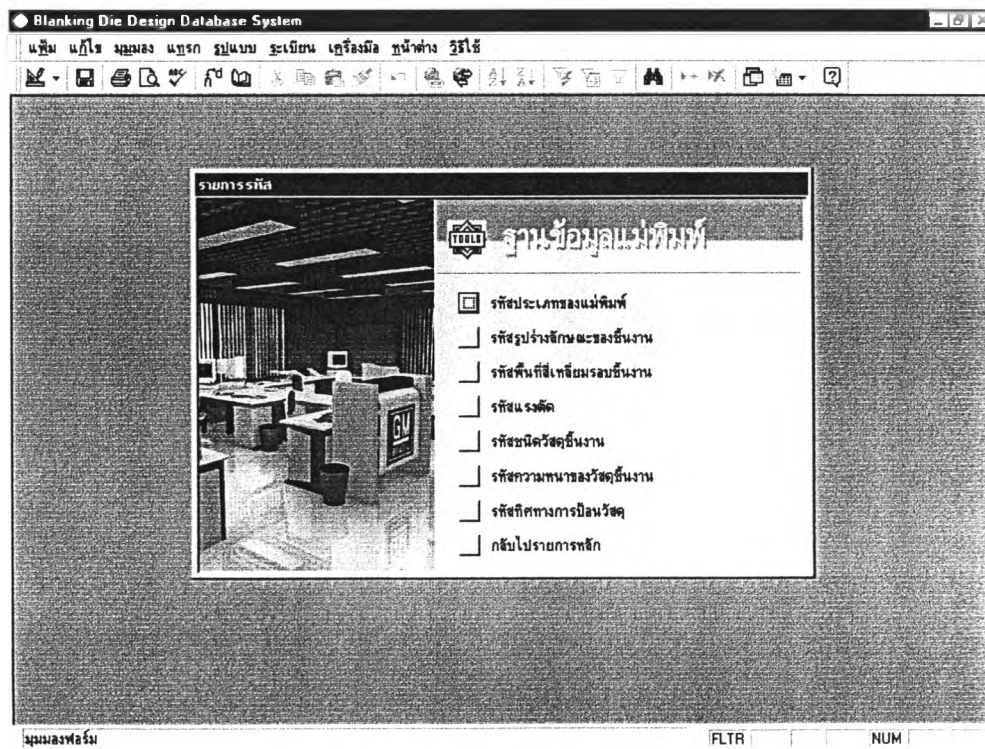 Blanking Die Design Database System
แฟ้ม แก้ไข มุมมอง แทรก รูปแบบ ระเบียน เครื่องมือ หน้าต่าง วิธีใช้
รายการรหัส
TOOLS ฐานข้อมูลแม่พิมพ์
รหัสประเภทของแม่พิมพ์
รหัสรูปร่างลักษณะของชิ้นงาน
รหัสพื้นที่สี่เหลี่ยมรอบชิ้นงาน
รหัสแรงตัด
รหัสชนิดวัสดุชิ้นงาน
รหัสความหนาของวัสดุชิ้นงาน
รหัสทิศทางการป้อนวัสดุ
กลับไปรายการหลัก
มุมมองฟอร์ม FLTR NUM